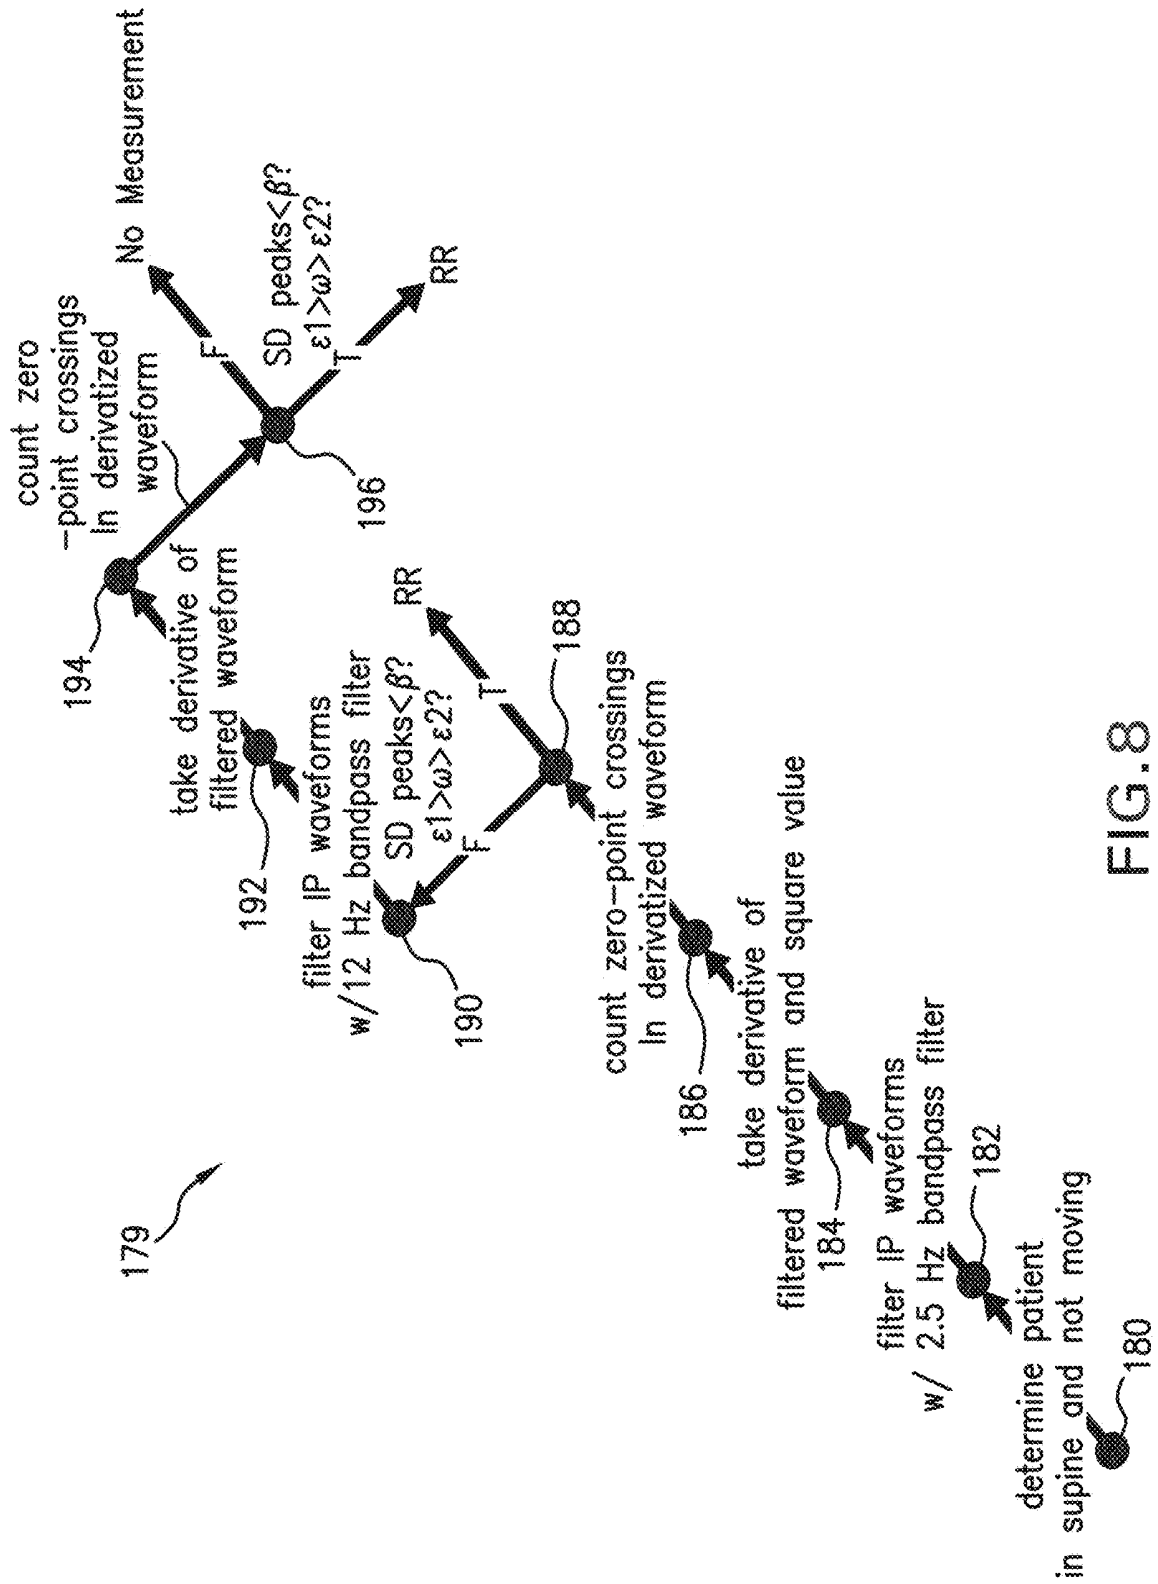 179
determine patient
in supine and not moving
180
filter IP waveforms
w/ 2.5 Hz bandpass filter
182
take derivative of
filtered waveform and square value
184
count zero-point crossings
In derivatized waveform
186
SD peaks<β?
ε1>ω>ε2?
188
T
RR
F
filter IP waveforms
w/12 Hz bandpass filter
190
take derivative of
filtered waveform
192
count zero
-point crossings
In derivatized
waveform
194
SD peaks<β?
ε1>ω>ε2?
196
F
No Measurement
T
RR
FIG.8